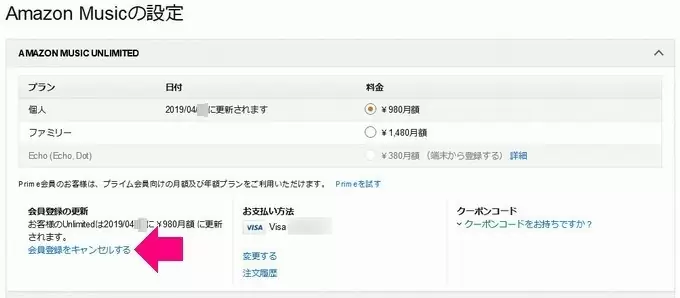 Amazon Musicの設定
AMAZON MUSIC UNLIMITED
プラン 日付 料金
個人 2019/04/ に更新されます ¥ 980月額
ファミリー ¥ 1,480月額
Echo (Echo, Dot) ¥ 380月額 (端末から登録する) 詳細
Prime会員のお客様は、プライム会員向けの月額及び年額プランをご利用いただけます。 Primeを試す
会員登録の更新 お支払い方法 クーポンコード
お客様のUnlimitedは2019/04/ に ¥980月額 に更新 VISA Visa クーポンコードをお持ちですか？
されます。
会員登録をキャンセルする 変更する
注文履歴